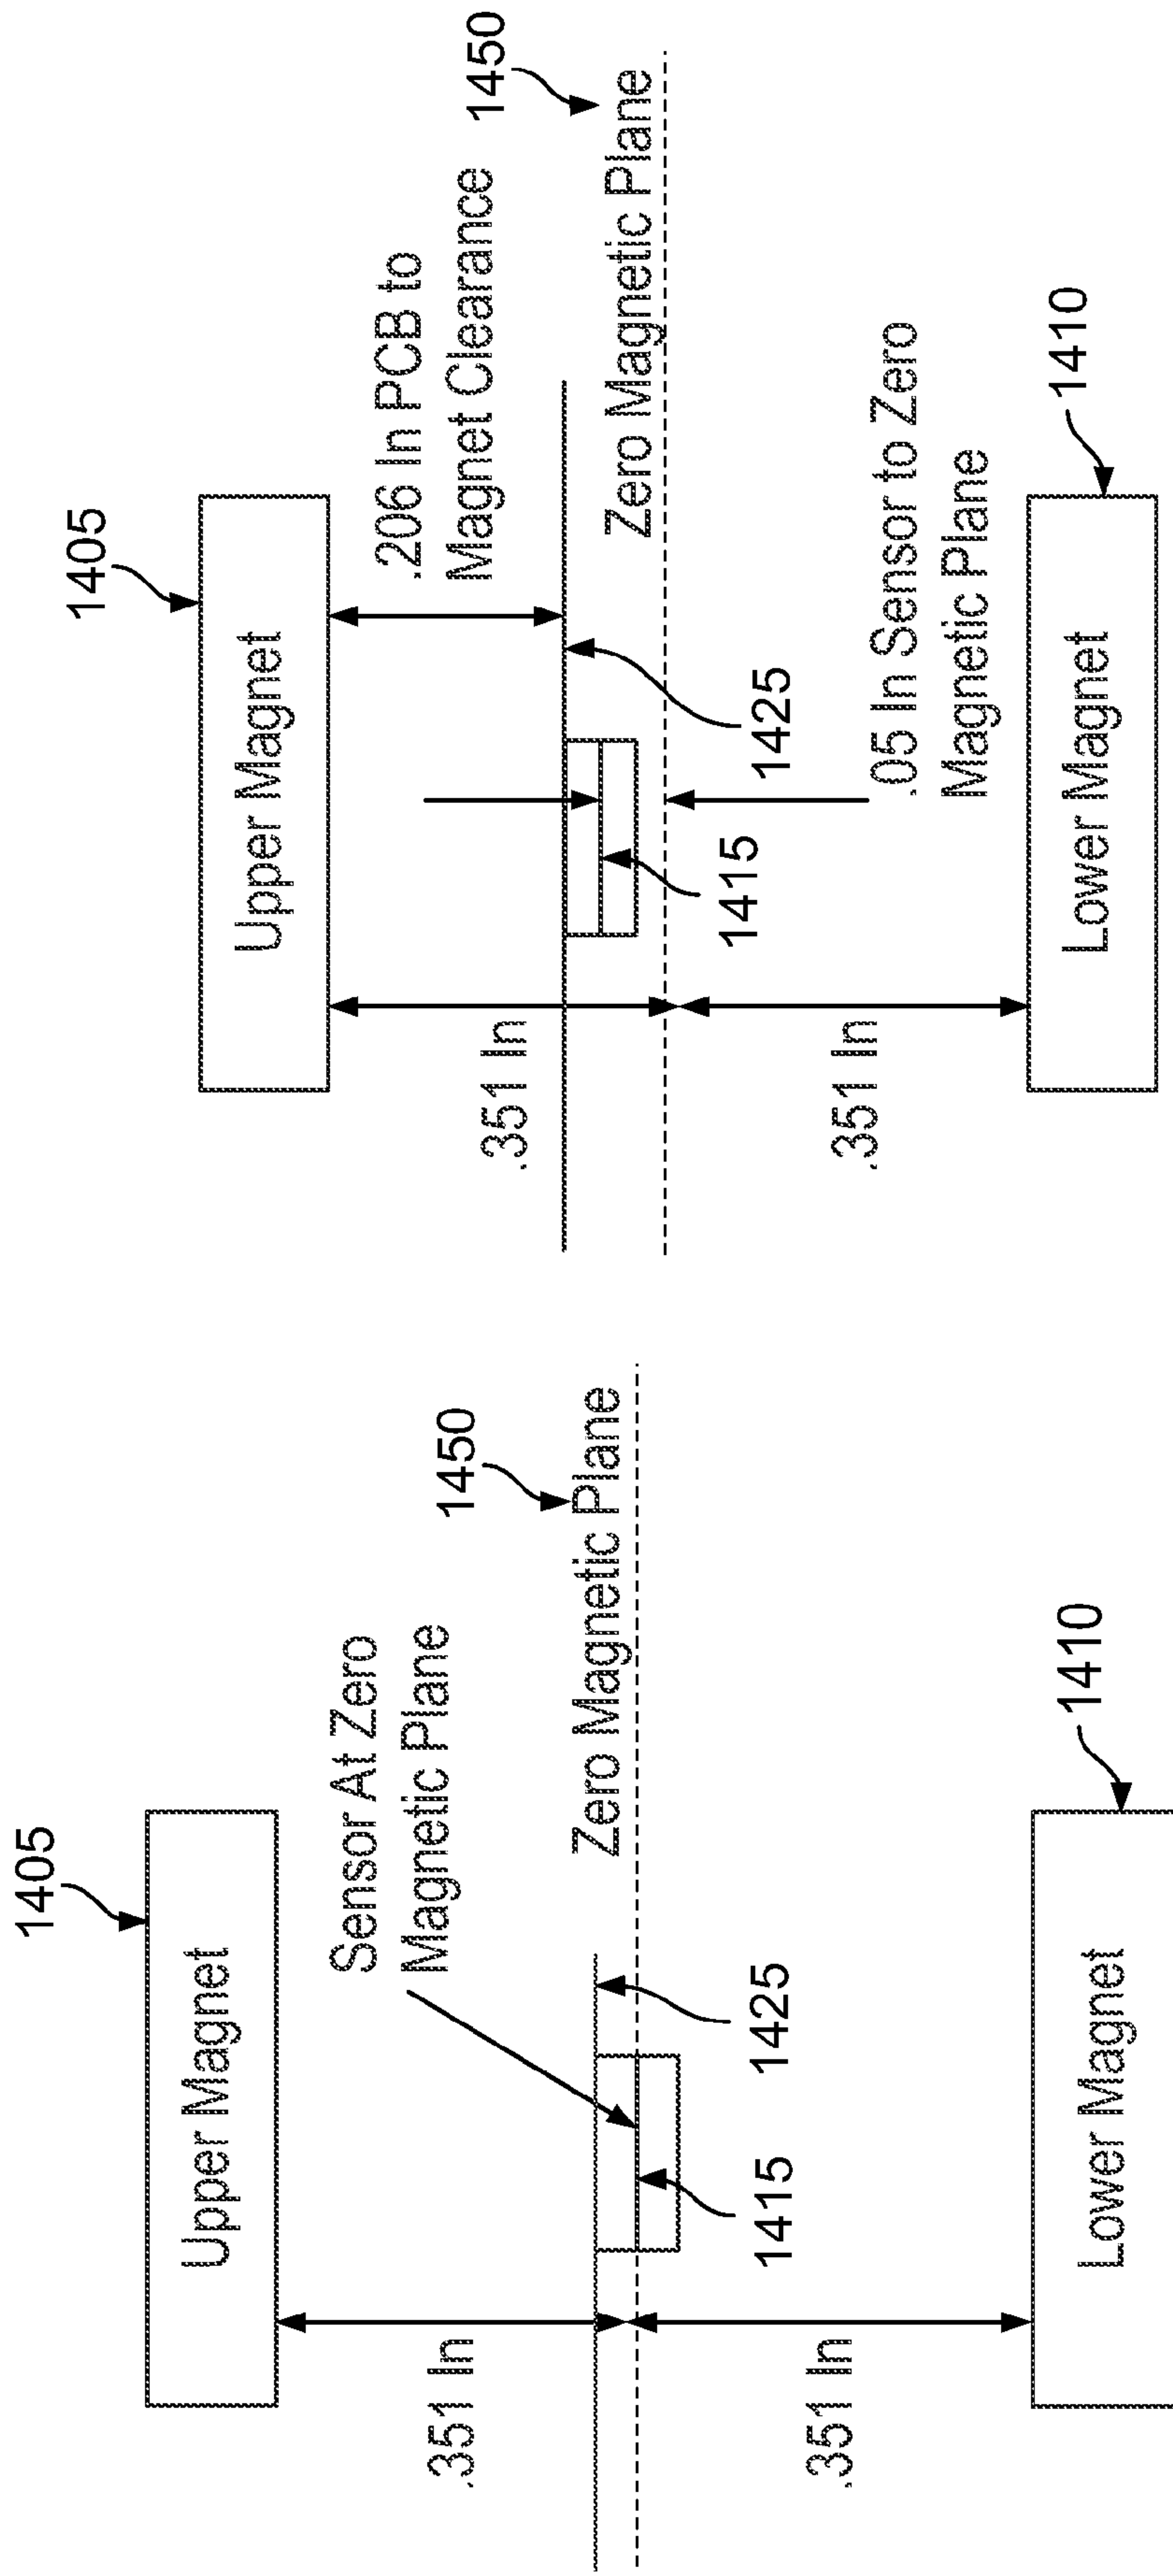 1405
Upper Magnet
Sensor At Zero
Magnetic Plane
1450
Zero Magnetic Plane
.351 In
1415
1425
.351 In
Lower Magnet
1410
1405
Upper Magnet
.206 In PCB to
Magnet Clearance
1450
Zero Magnetic Plane
.351 In
1415
1425
.05 In Sensor to Zero
Magnetic Plane
.351 In
Lower Magnet
1410